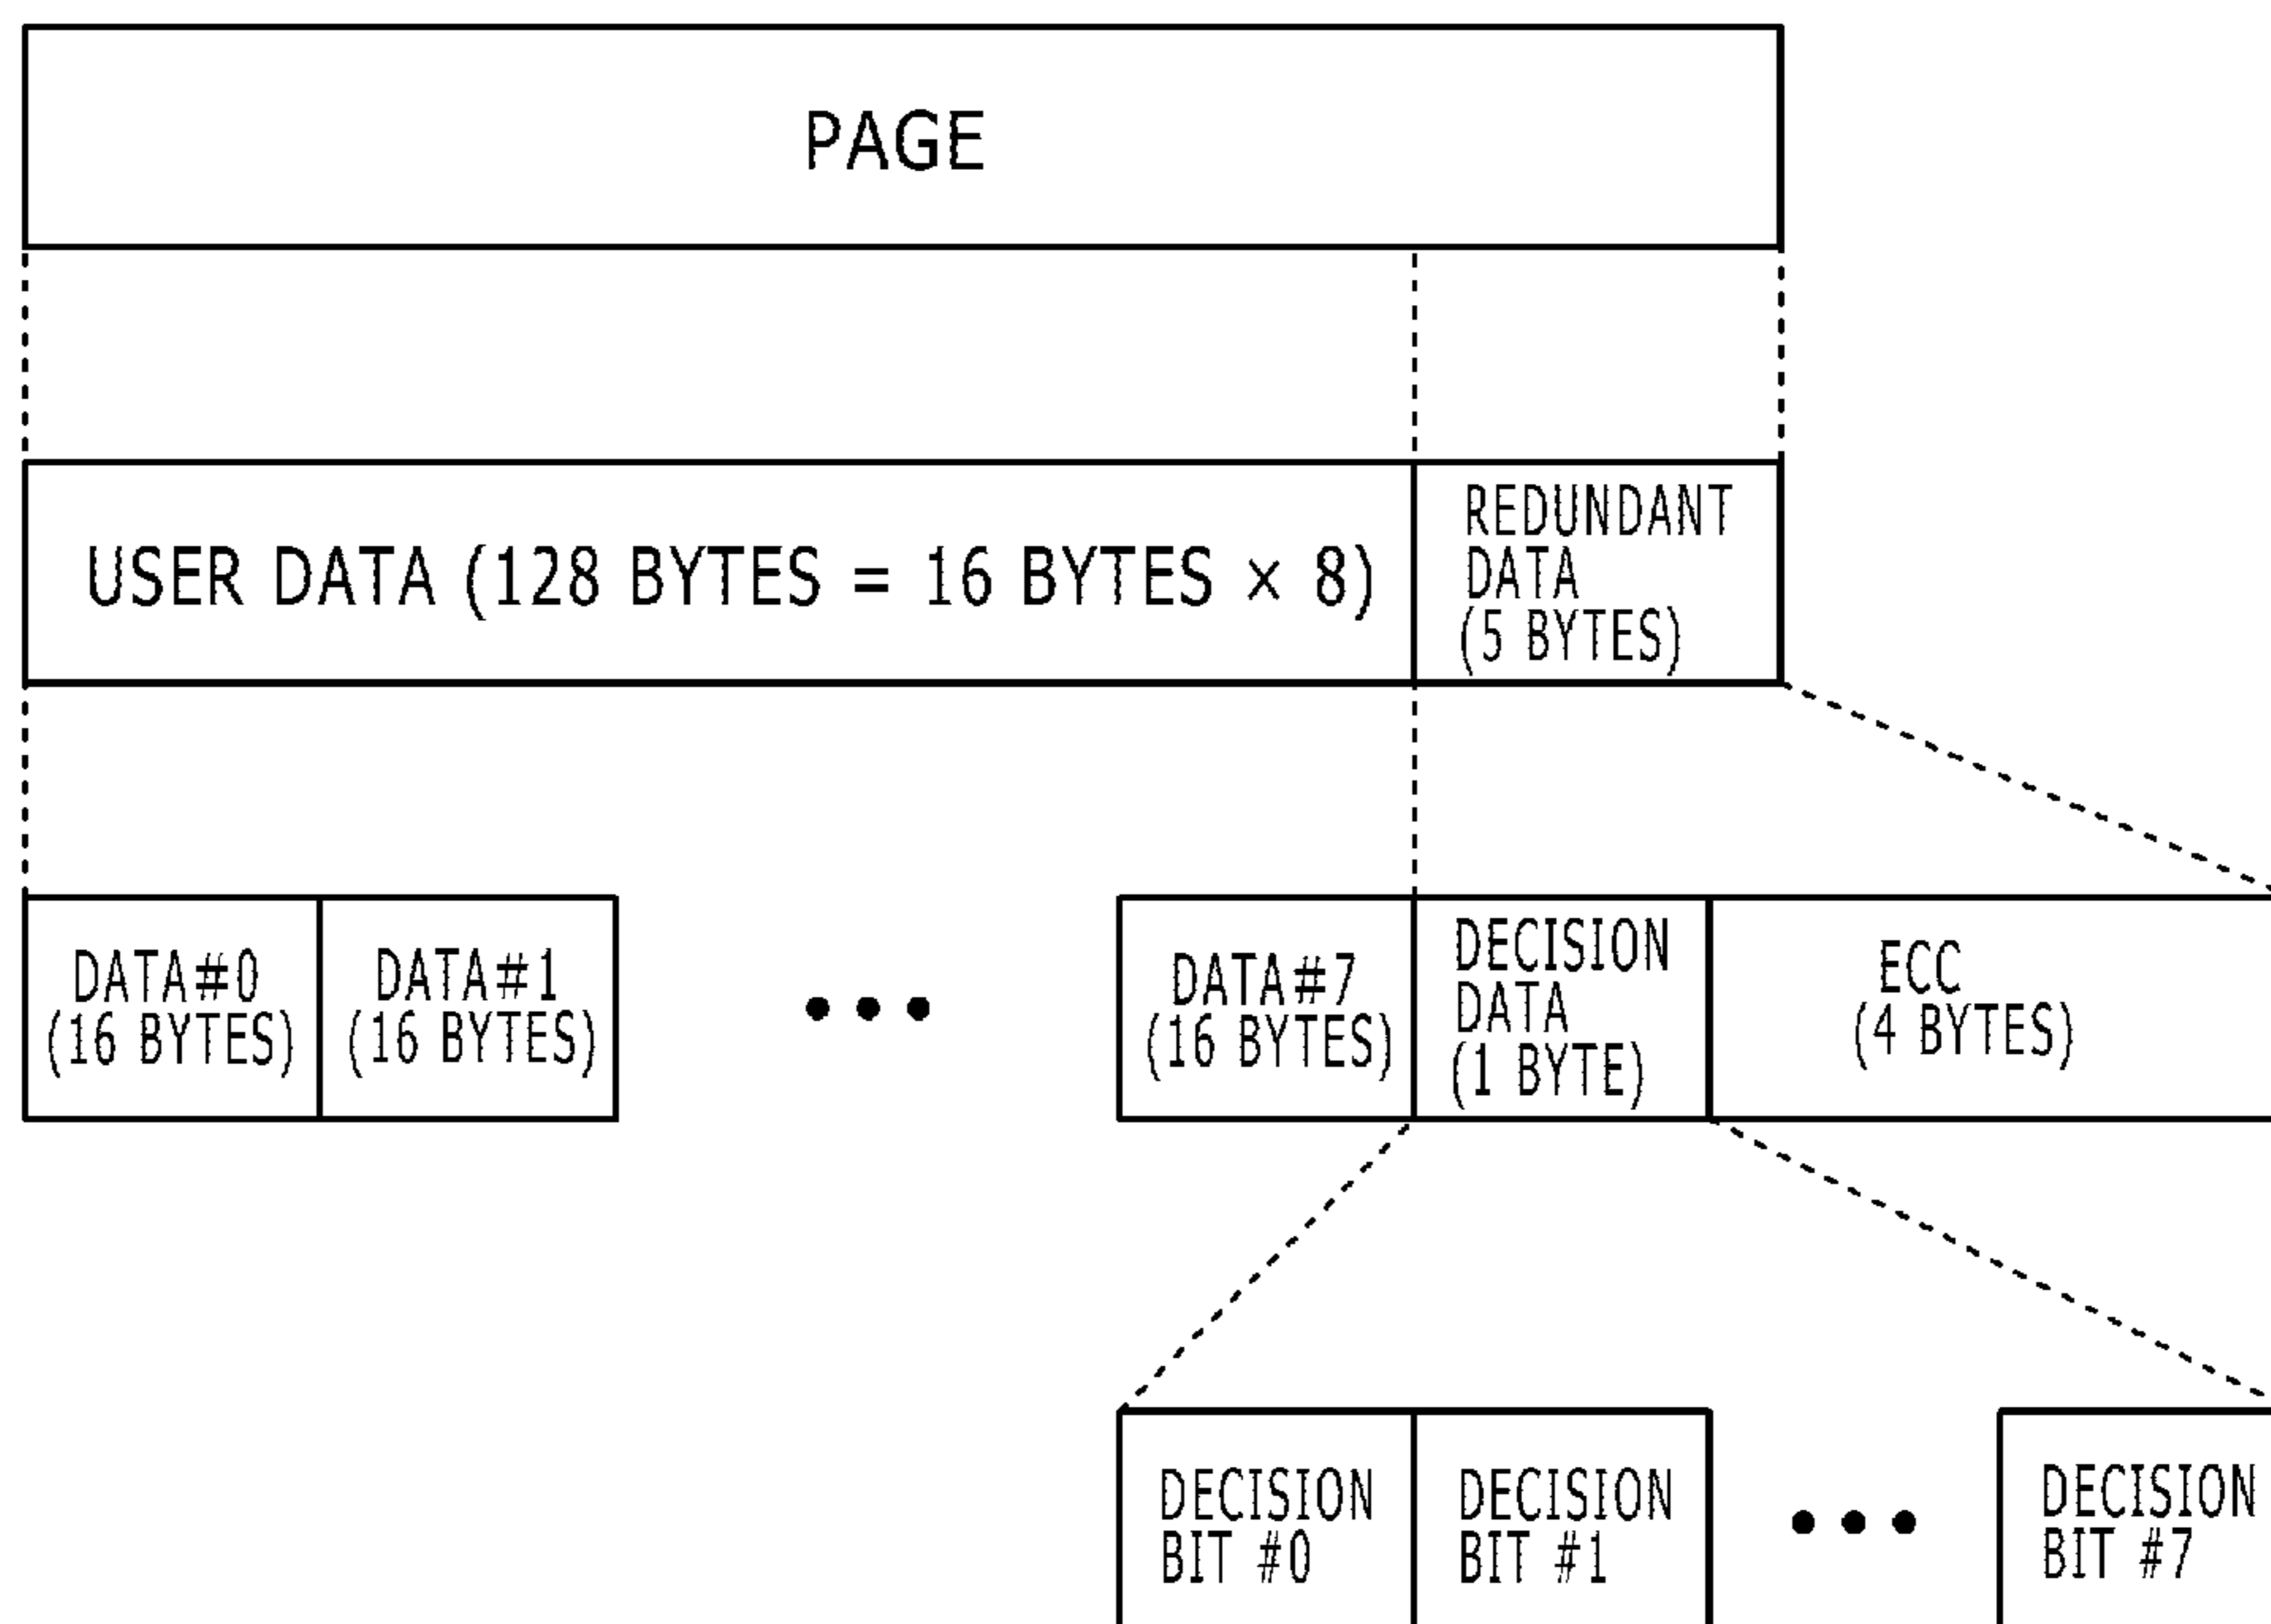 PAGE
USER DATA (128 BYTES = 16 BYTES × 8)
REDUNDANT
DATA
(5 BYTES)
DATA#0
(16 BYTES)
DATA#1
(16 BYTES)
•••
DATA#7
(16 BYTES)
DECISION
DATA
(1 BYTE)
ECC
(4 BYTES)
DECISION
BIT #0
DECISION
BIT #1
•••
DECISION
BIT #7